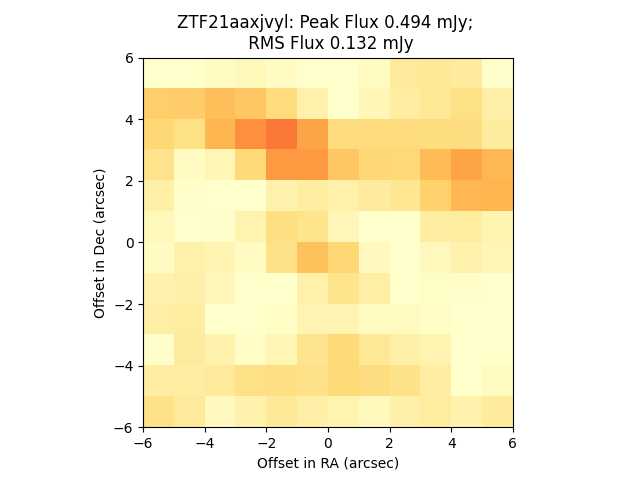 ZTF21aaxjvyl: Peak Flux 0.494 mJy;
RMS Flux 0.132 mJy
6
4
2
0
−2
−4
−6
Offset in Dec (arcsec)
−6 −4 −2 0 2 4 6
Offset in RA (arcsec)